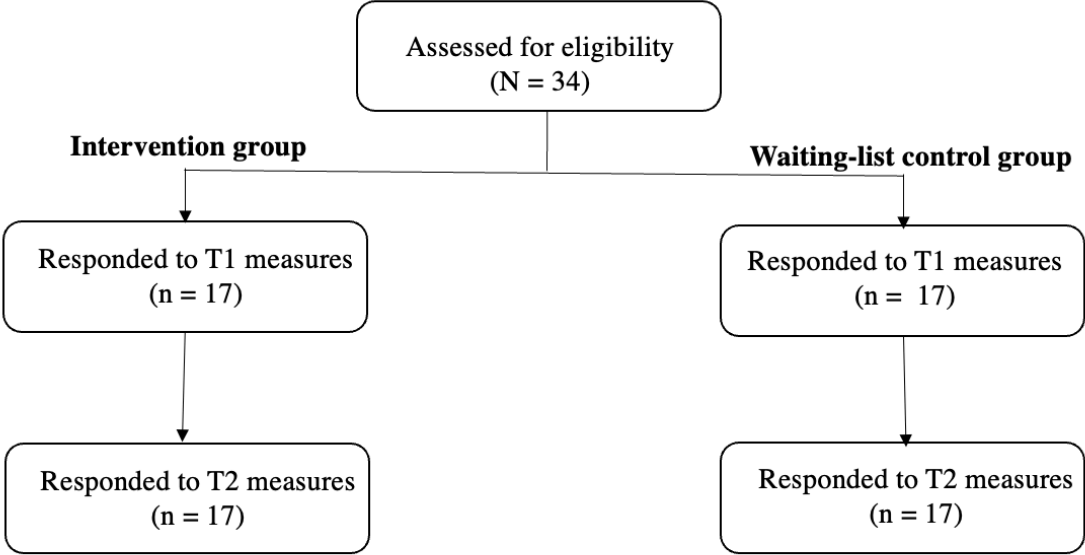 Assessed for eligibility
(N = 34)
Intervention group
Waiting-list control group
Responded to T1 measures
(n = 17)
Responded to T1 measures
(n =  17)
Responded to T2 measures
(n = 17)
Responded to T2 measures
(n = 17)